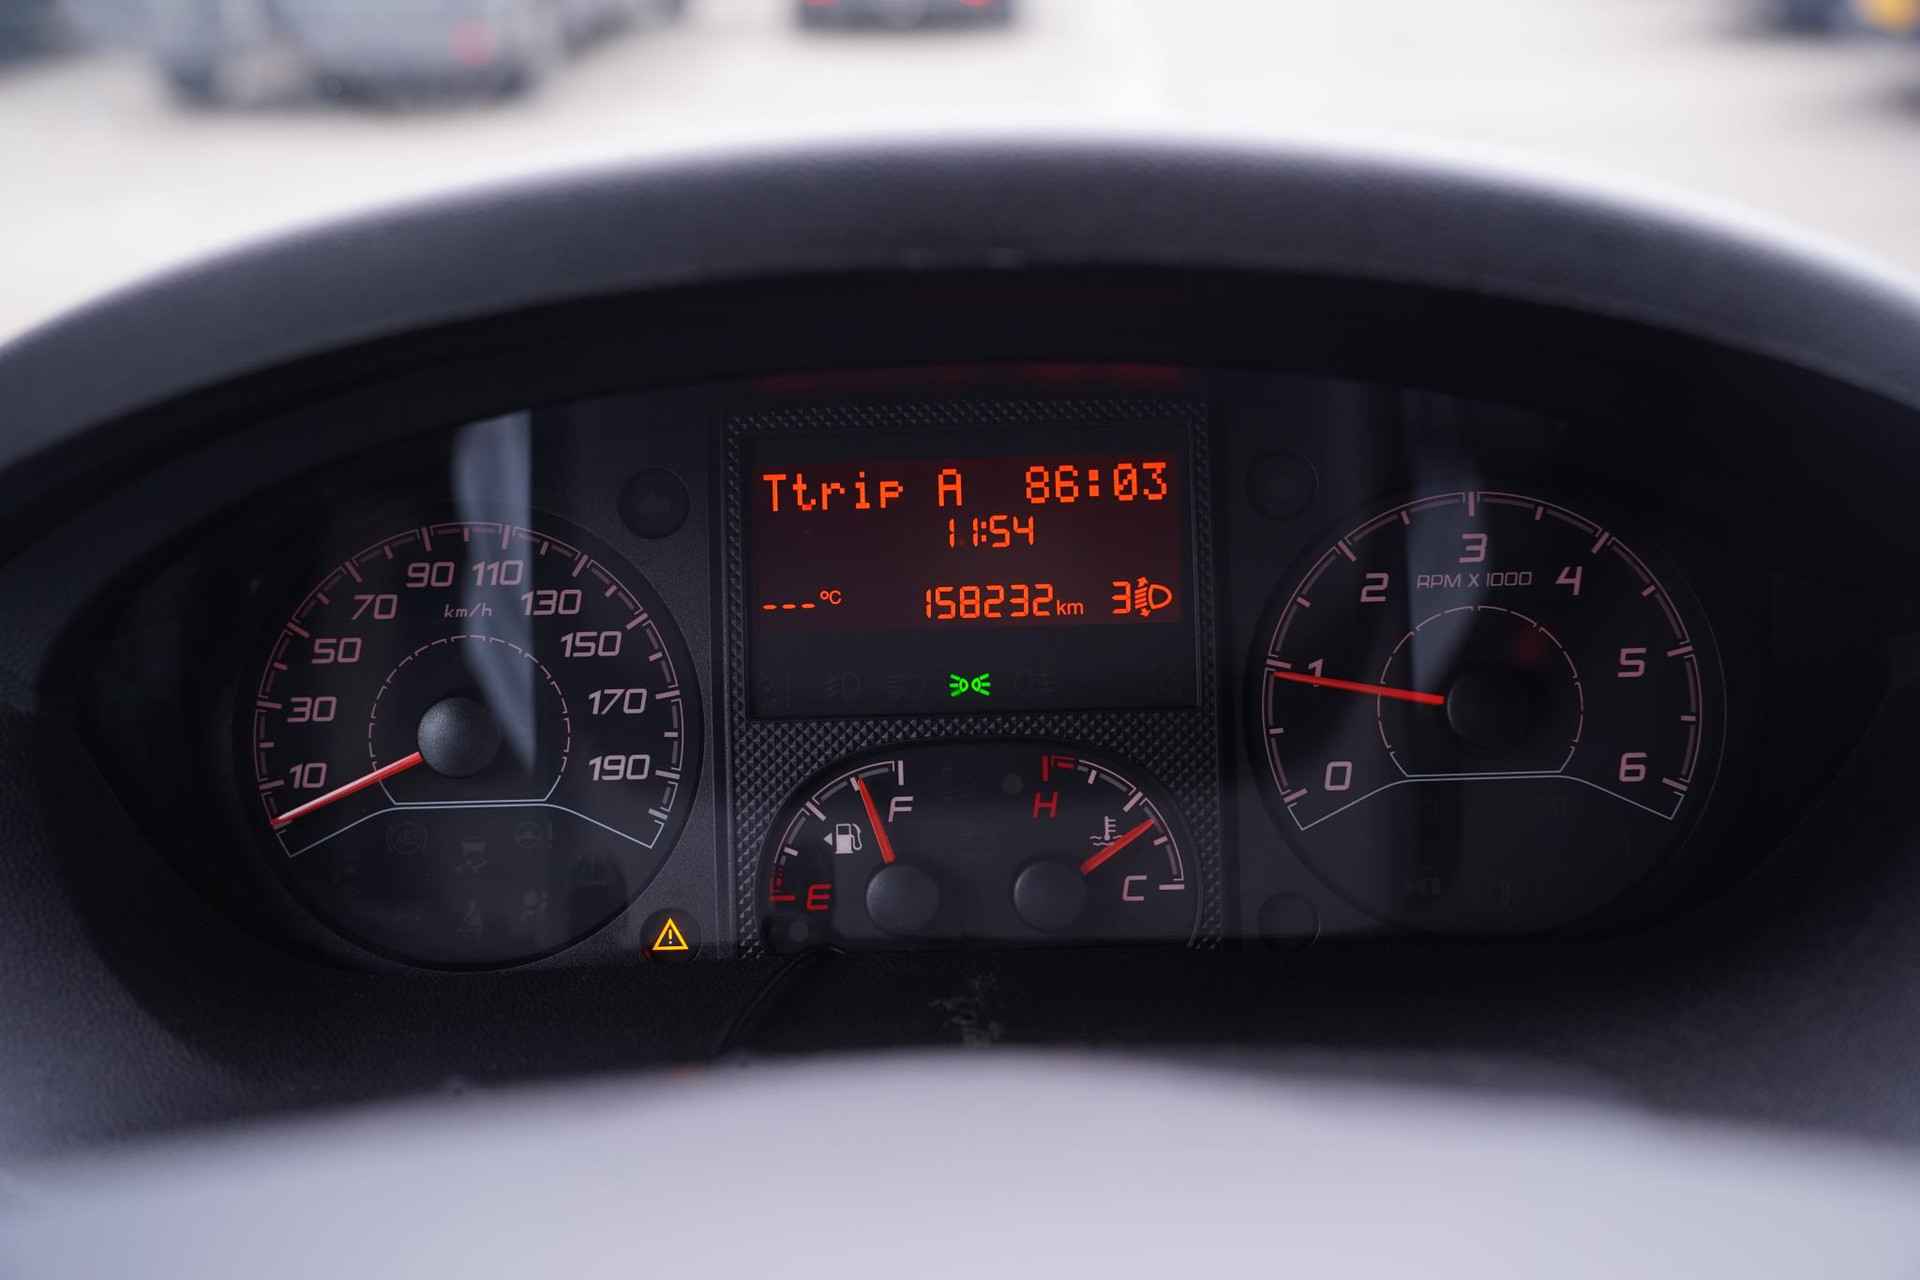 Ttrip A 86:03
11:54
---°C 158232km 3
10 30 50 70 90 110 130 150 170 190
km/h
0 1 2 3 4 5 6
RPM X 1000
E F
H C